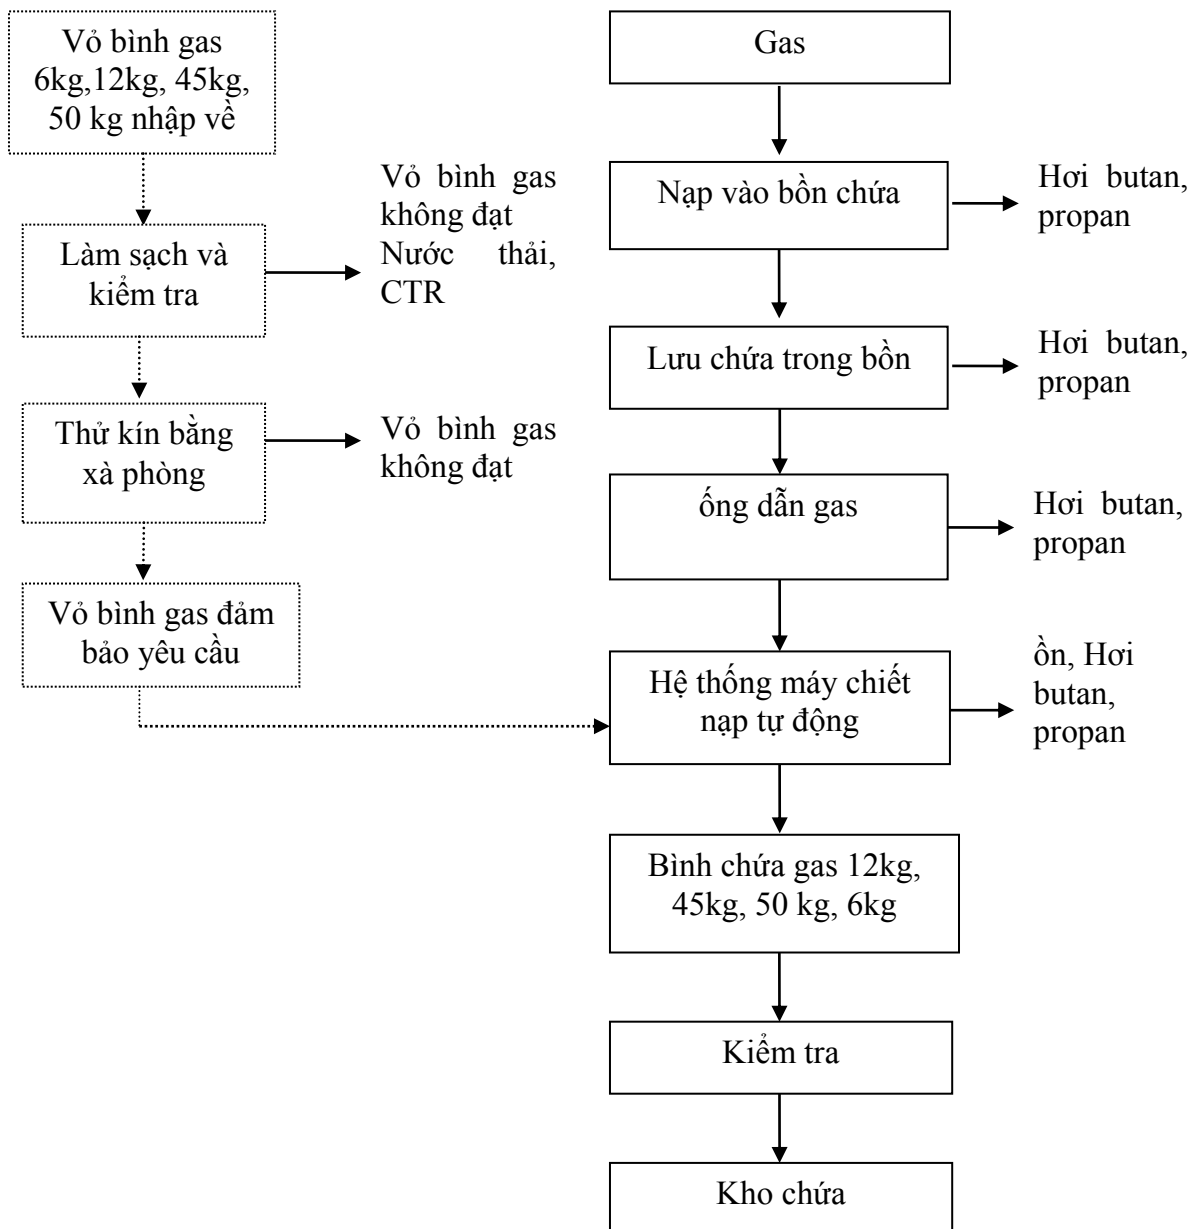 Vỏ bình gas
6kg,12kg, 45kg,
50 kg nhập về
Làm sạch và
kiểm tra
Vỏ bình gas
không đạt
Nước thải,
CTR
Thử kín bằng
xà phòng
Vỏ bình gas
không đạt
Vỏ bình gas đảm
bảo yêu cầu
Gas
Nạp vào bồn chứa
Hơi butan,
propan
Lưu chứa trong bồn
Hơi butan,
propan
ống dẫn gas
Hơi butan,
propan
Hệ thống máy chiết
nạp tự động
ồn, Hơi
butan,
propan
Bình chứa gas 12kg,
45kg, 50 kg, 6kg
Kiểm tra
Kho chứa